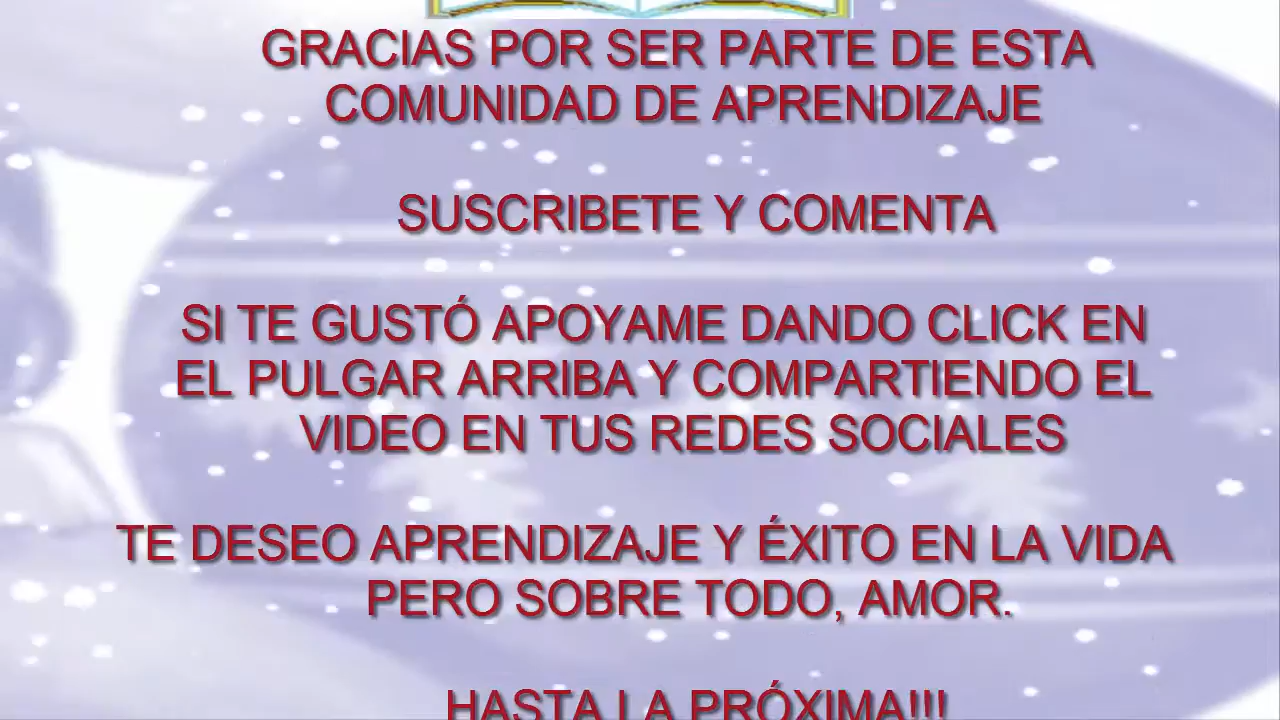 GRACIAS POR SER PARTE DE ESTA
COMUNIDAD DE APRENDIZAJE
SUSCRIBETE Y COMENTA
SI TE GUSTÓ APOYAME DANDO CLICK EN
EL PULGAR ARRIBA Y COMPARTIENDO EL
VIDEO EN TUS REDES SOCIALES
TE DESEO APRENDIZAJE Y ÉXITO EN LA VIDA
PERO SOBRE TODO, AMOR.
HASTA LA PRÓXIMA!!!